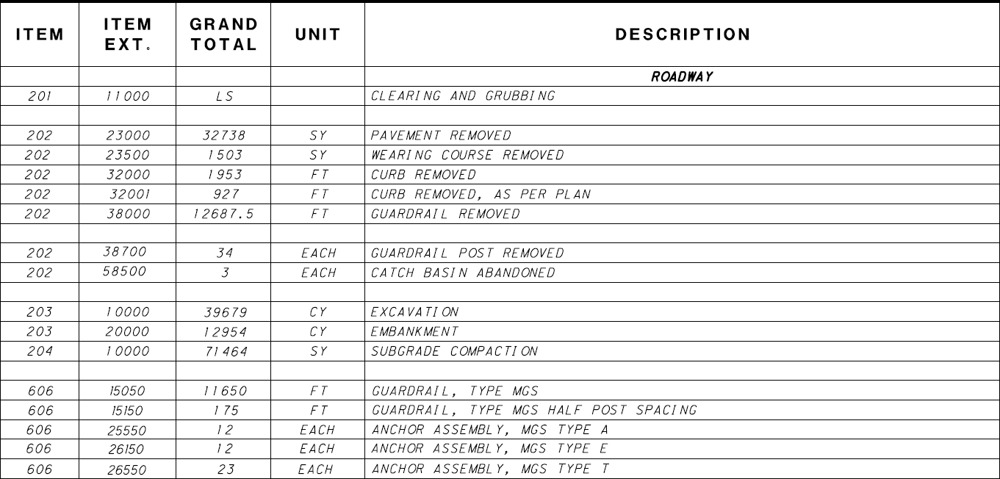 ITEM ITEM EXT. GRAND TOTAL UNIT DESCRIPTION
ROADWAY
201 11000 LS CLEARING AND GRUBBING
202 23000 32738 SY PAVEMENT REMOVED
202 23500 1503 SY WEARING COURSE REMOVED
202 32000 1953 FT CURB REMOVED
202 32001 927 FT CURB REMOVED, AS PER PLAN
202 38000 12687.5 FT GUARDRAIL REMOVED
202 38700 34 EACH GUARDRAIL POST REMOVED
202 58500 3 EACH CATCH BASIN ABANDONED
203 10000 39679 CY EXCAVATION
203 20000 12954 CY EMBANKMENT
204 10000 71464 SY SUBGRADE COMPACTION
606 15050 11650 FT GUARDRAIL, TYPE MGS
606 15150 175 FT GUARDRAIL, TYPE MGS HALF POST SPACING
606 25550 12 EACH ANCHOR ASSEMBLY, MGS TYPE A
606 26150 12 EACH ANCHOR ASSEMBLY, MGS TYPE E
606 26550 23 EACH ANCHOR ASSEMBLY, MGS TYPE T